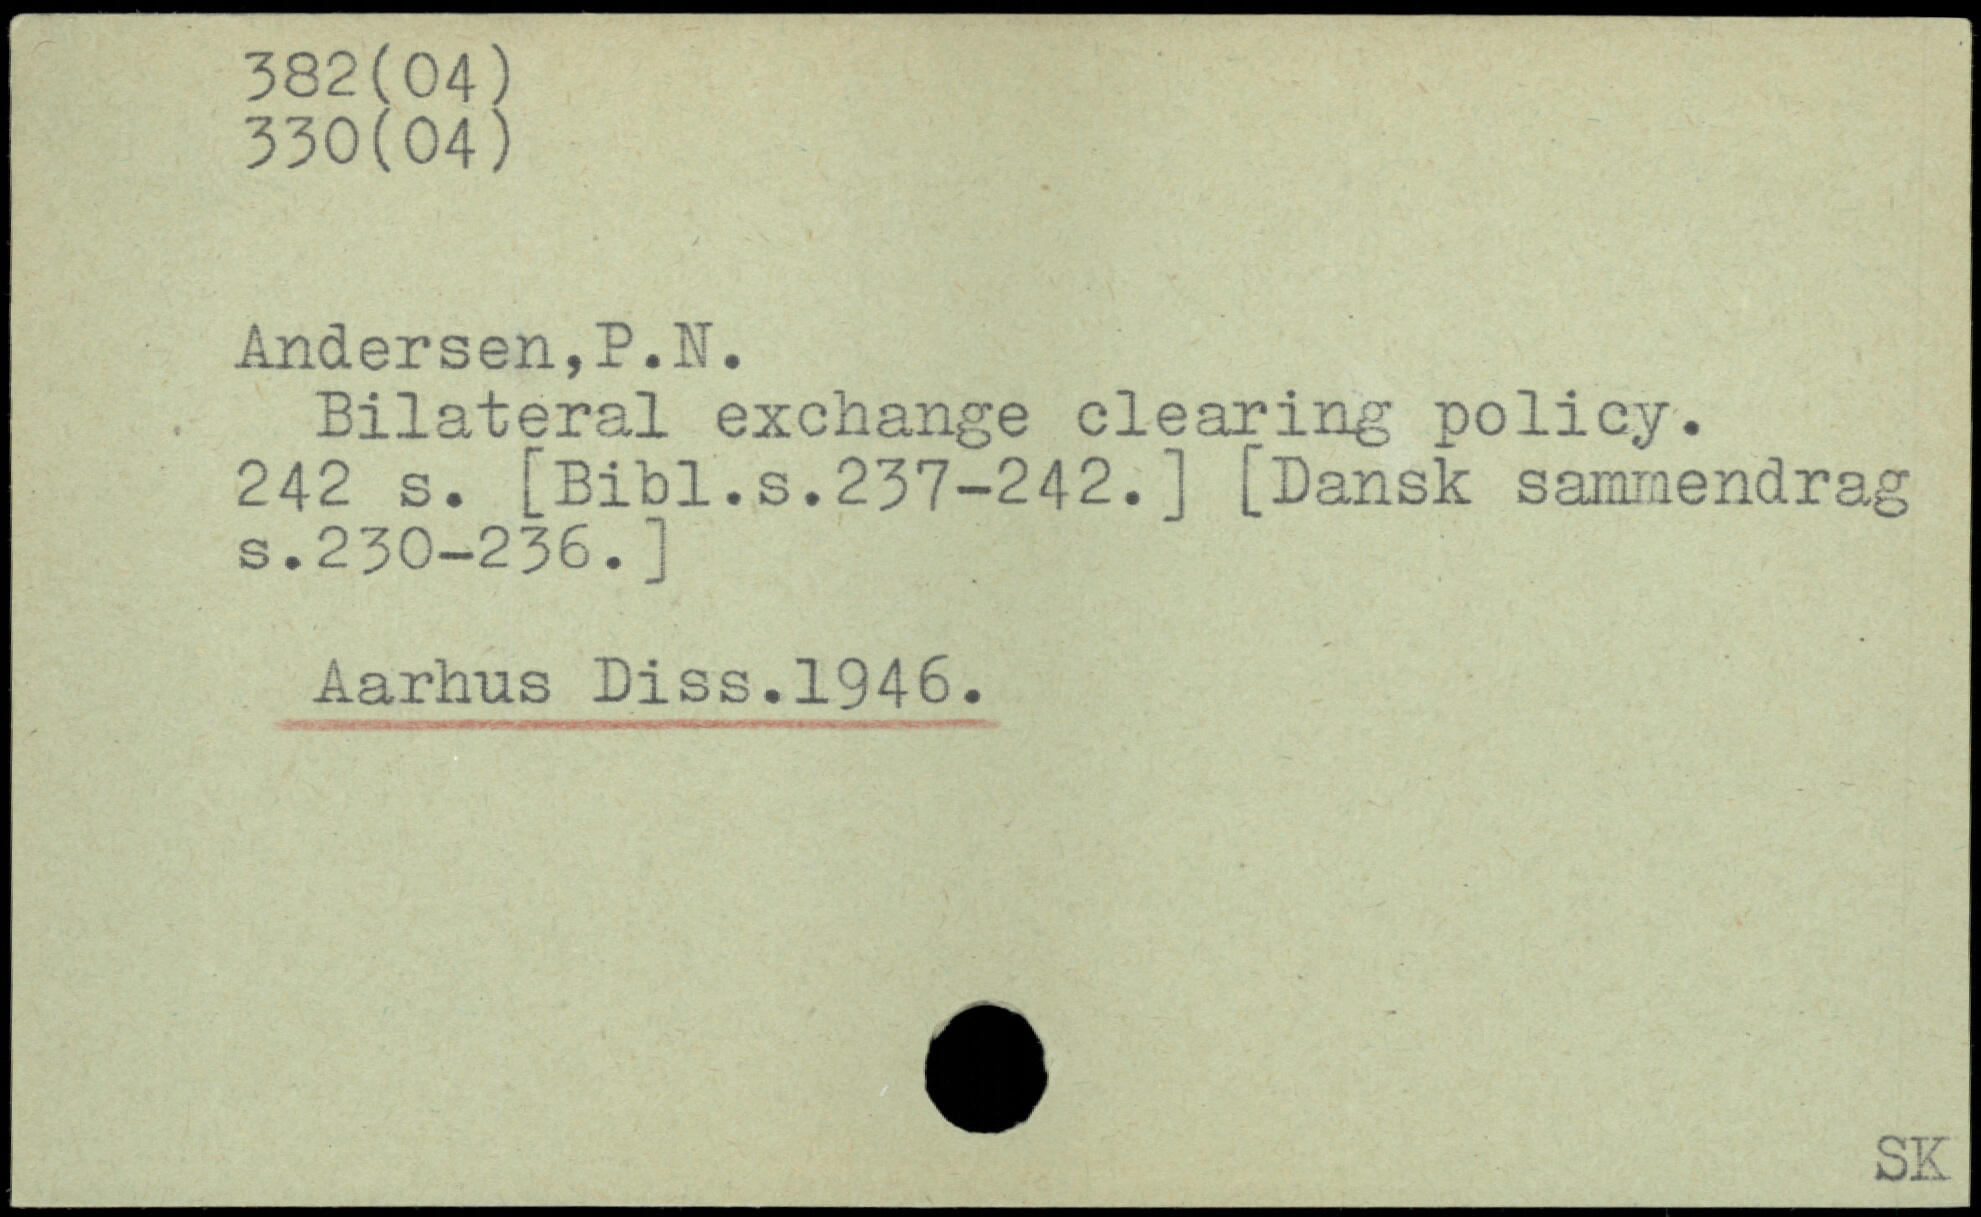 382(04)
330(04)
Andersen,P.N.
Bilateral exchange clearing policy.
242 s. [Bibl.s.237-242.] [Dansk sammendrag
s.230-236.]
Aarhus Diss.1946.
SK